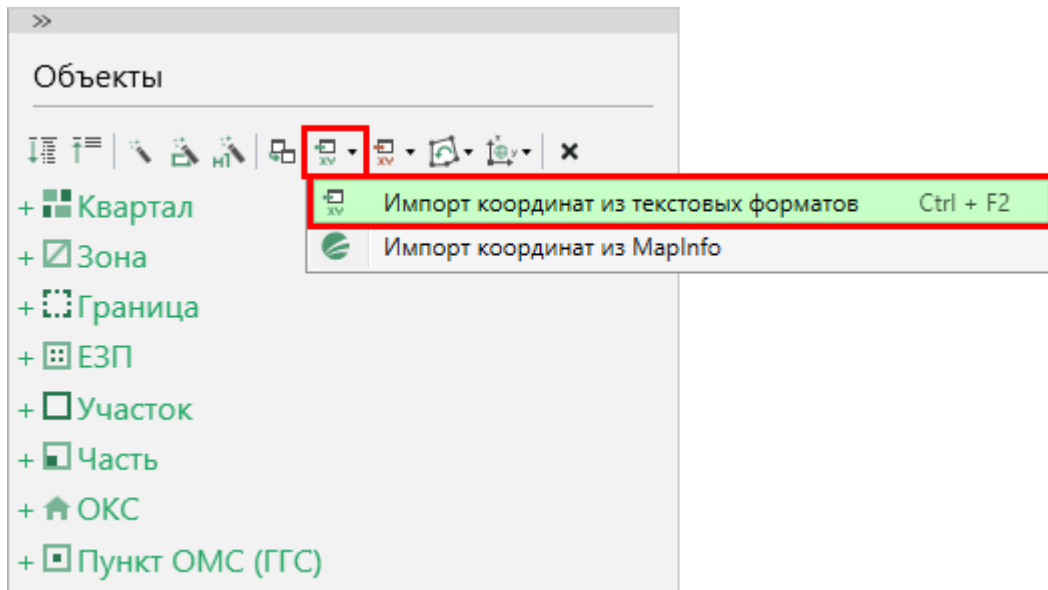 Объекты
Импорт координат из текстовых форматов Ctrl + F2
Импорт координат из MapInfo
+ Квартал
+ Зона
+ Граница
+ ЕЗП
+ Участок
+ Часть
+ ОКС
+ Пункт ОМС (ГГС)